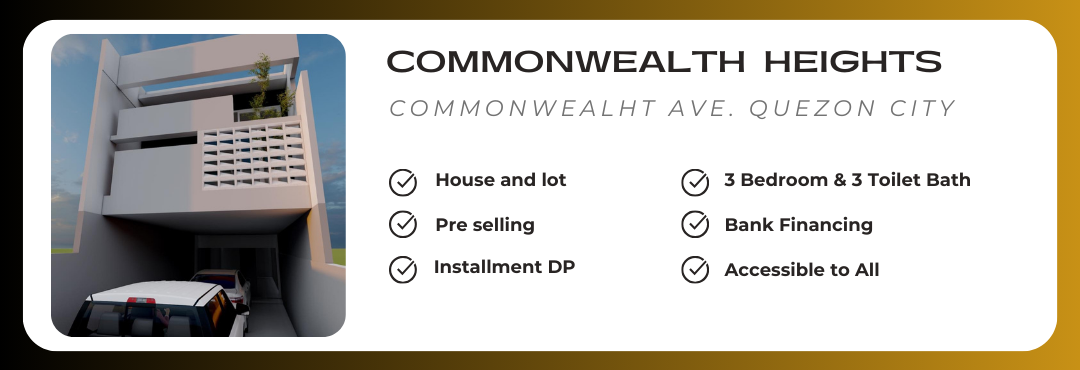 COMMONWEALTH HEIGHTS
COMMONWEALHT AVE. QUEZON CITY
House and lot
3 Bedroom & 3 Toilet Bath
Pre selling
Bank Financing
Installment DP
Accessible to All